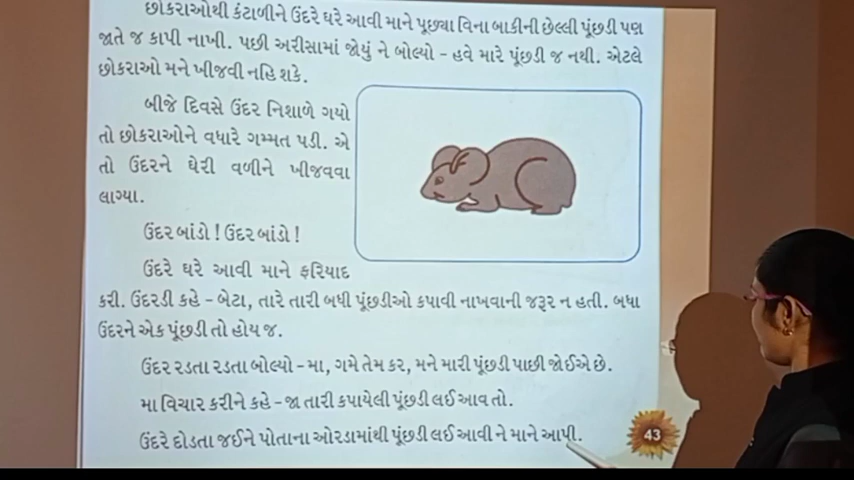 છોકરાઓથી કંટાળીને ઉંદરે ઘરે આવી માને પૂછ્યા વિના બાકીની છેલ્લી પૂંછડી પણ
જાતે જ કાપી નાખી. પછી અરીસામાં જોયું ને બોલ્યો – હવે મારે પૂંછડી જ નથી. એટલે
છોકરાઓ મને ખીજવી નહિ શકે.
બીજે દિવસે ઉંદર નિશાળે ગયો
તો છોકરાઓને વધારે ગમ્મત પડી. એ
તો ઉંદરને ઘેરી વળીને ખીજવવા
લાગ્યા.
ઉંદર બાંડો ! ઉંદર બાંડો !
ઉંદરે ઘરે આવી માને ફરિયાદ
કરી. ઉંદરડી કહે – બેટા, તારે તારી બધી પૂંછડીઓ કપાવી નાખવાની જરૂર ન હતી. બધા
ઉંદરને એક પૂંછડી તો હોય જ.
ઉંદર રડતા રડતા બોલ્યો – મા, ગમે તેમ કર, મને મારી પૂંછડી પાછી જોઈએ છે.
મા વિચાર કરીને કહે – જા તારી કપાયેલી પૂંછડી લઈ આવ તો.
ઉંદરે દોડતા જઈને પોતાના ઓરડામાંથી પૂંછડી લઈ આવી ને માને આપી.
43